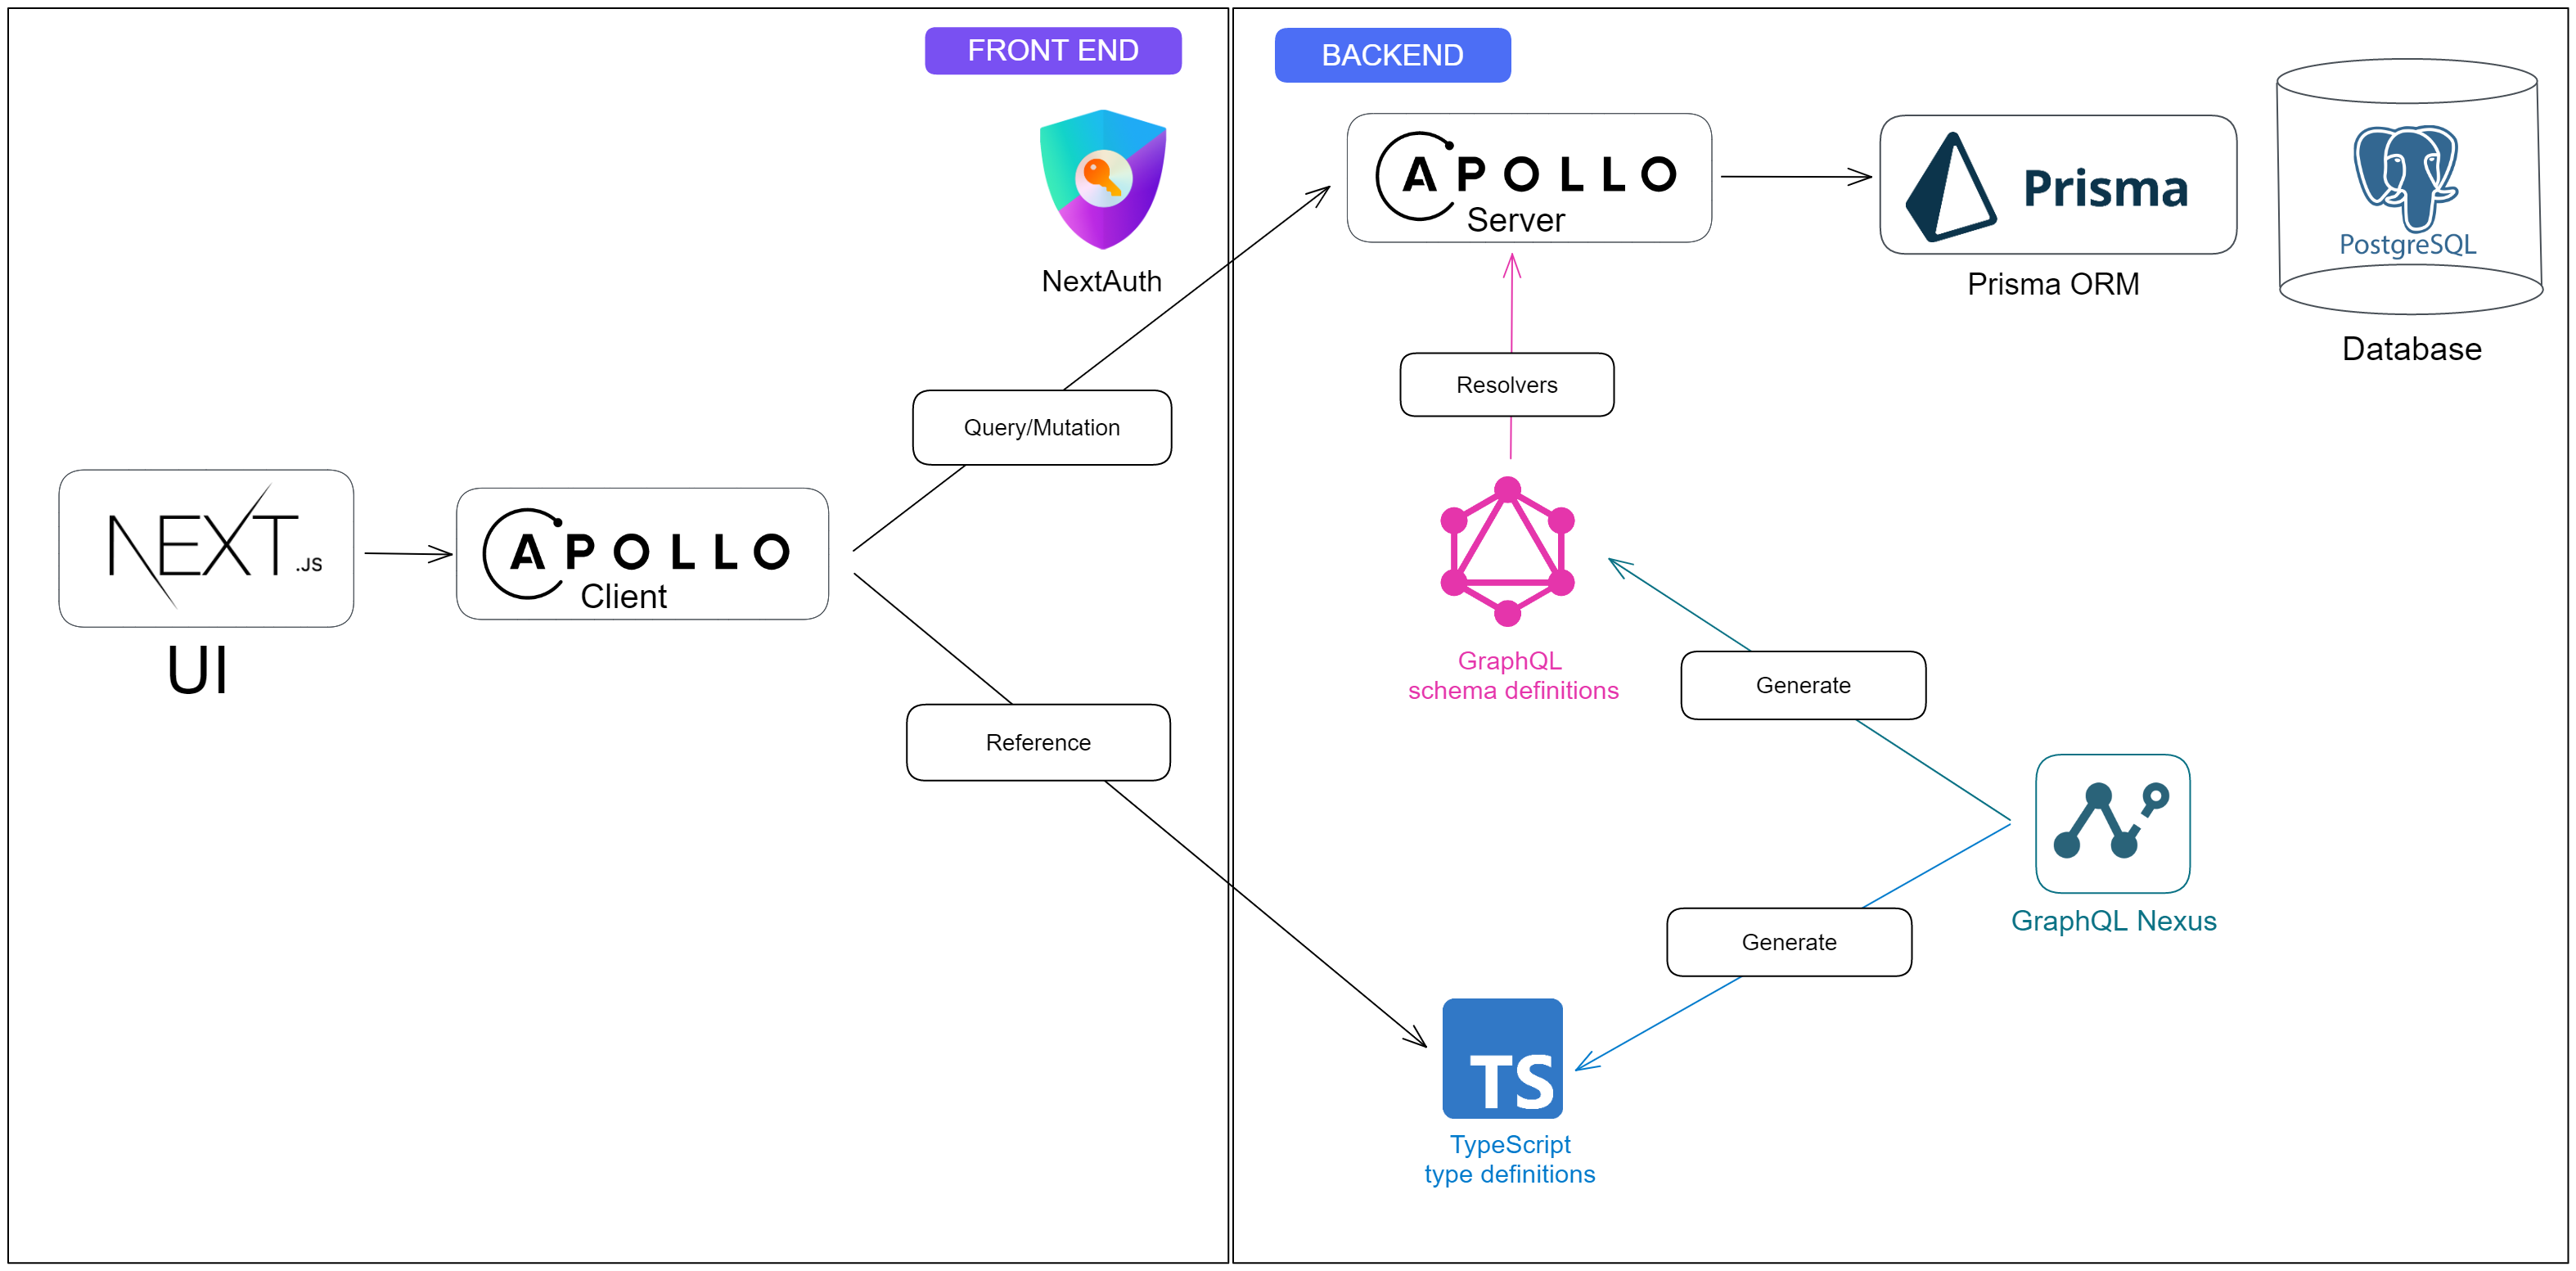 FRONT END
BACKEND
NextAuth
APOLLO
Server
Prisma
Prisma ORM
PostgreSQL
Database
Resolvers
Query/Mutation
NEXT.JS
UI
APOLLO
Client
GraphQL
schema definitions
Generate
Reference
GraphQL Nexus
Generate
TS
TypeScript
type definitions